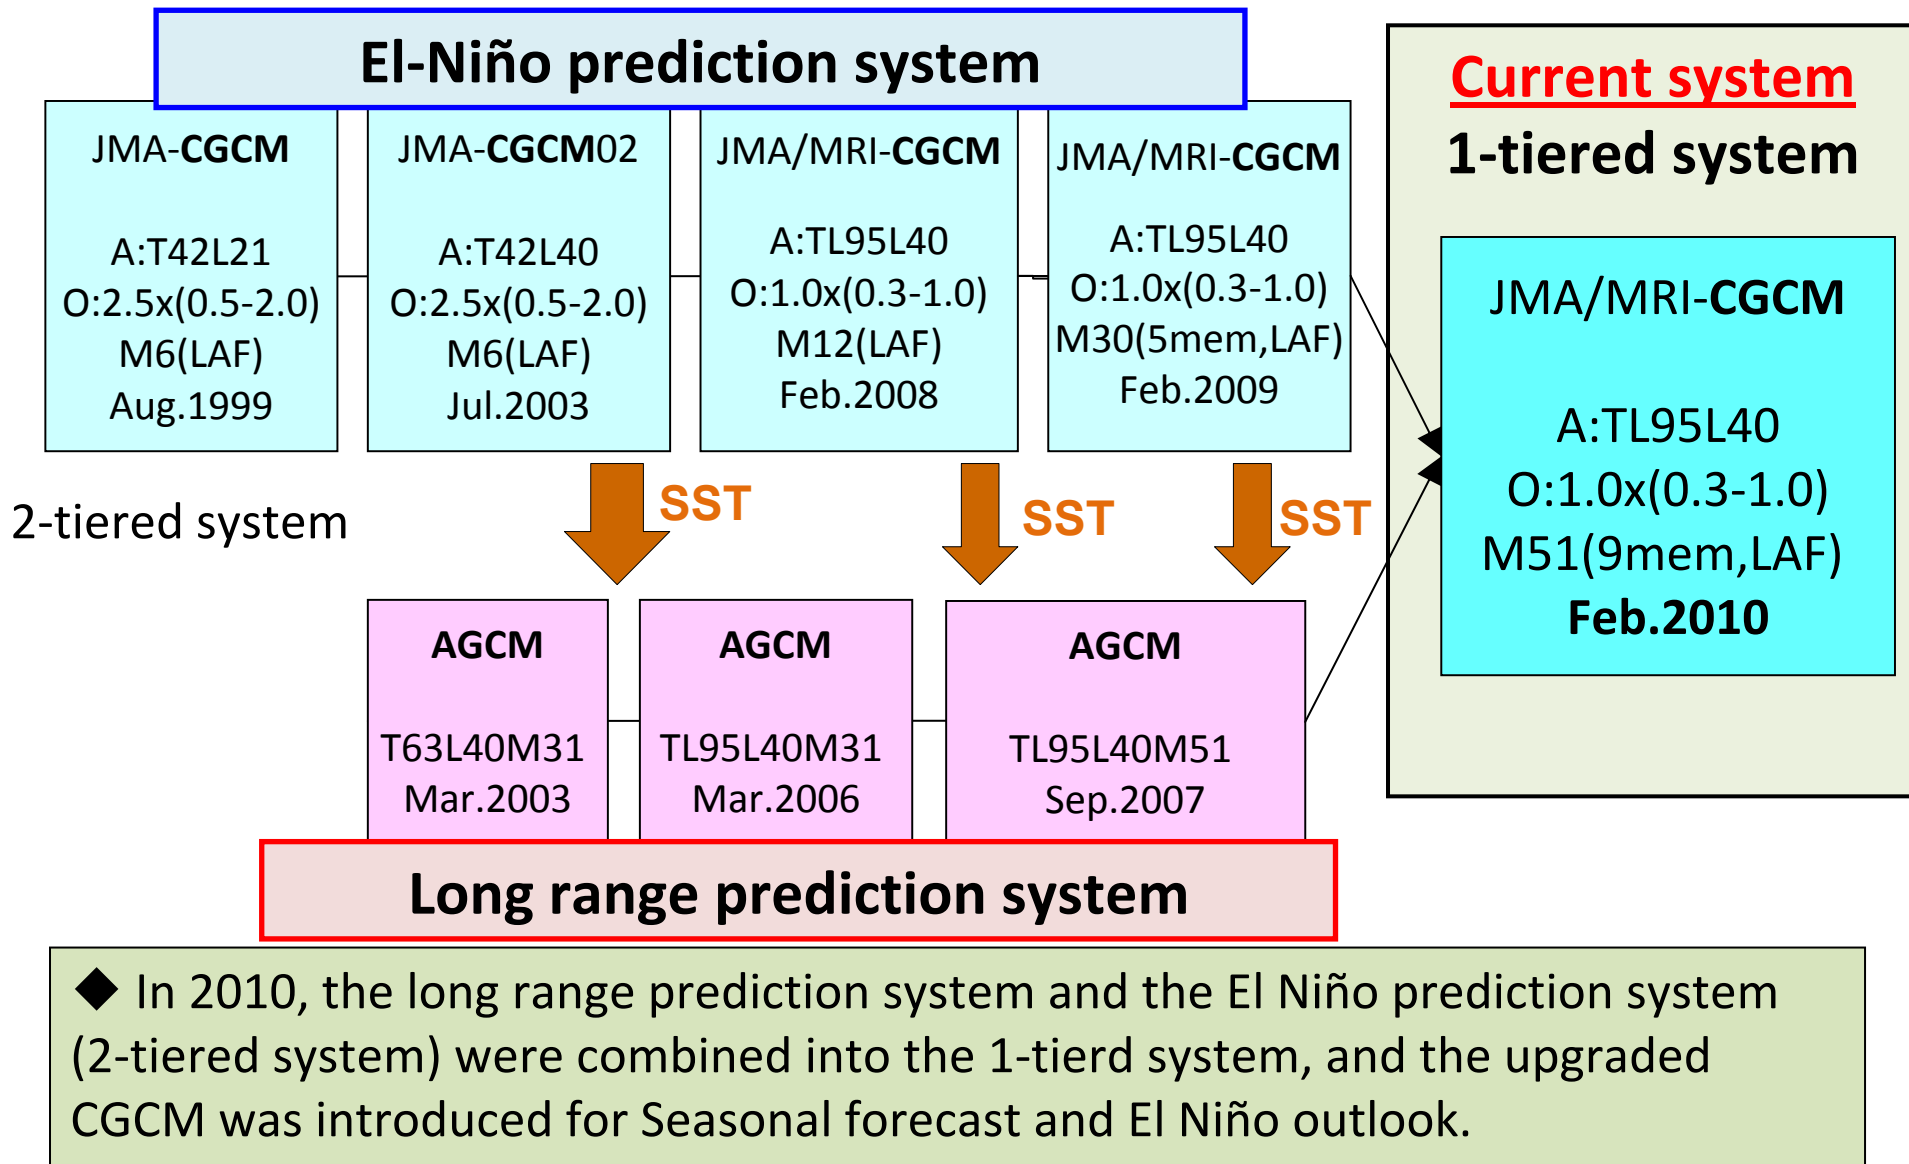 El-Niño prediction system
JMA-CGCM
A:T42L21
O:2.5x(0.5-2.0)
M6(LAF)
Aug.1999
JMA-CGCM02
A:T42L40
O:2.5x(0.5-2.0)
M6(LAF)
Jul.2003
JMA/MRI-CGCM
A:TL95L40
O:1.0x(0.3-1.0)
M12(LAF)
Feb.2008
JMA/MRI-CGCM
A:TL95L40
O:1.0x(0.3-1.0)
M30(5mem,LAF)
Feb.2009
Current system
1-tiered system
JMA/MRI-CGCM
A:TL95L40
O:1.0x(0.3-1.0)
M51(9mem,LAF)
Feb.2010
2-tiered system
SST
SST
SST
AGCM
T63L40M31
Mar.2003
AGCM
TL95L40M31
Mar.2006
AGCM
TL95L40M51
Sep.2007
Long range prediction system
◆ In 2010, the long range prediction system and the El Niño prediction system
(2-tiered system) were combined into the 1-tierd system, and the upgraded
CGCM was introduced for Seasonal forecast and El Niño outlook.